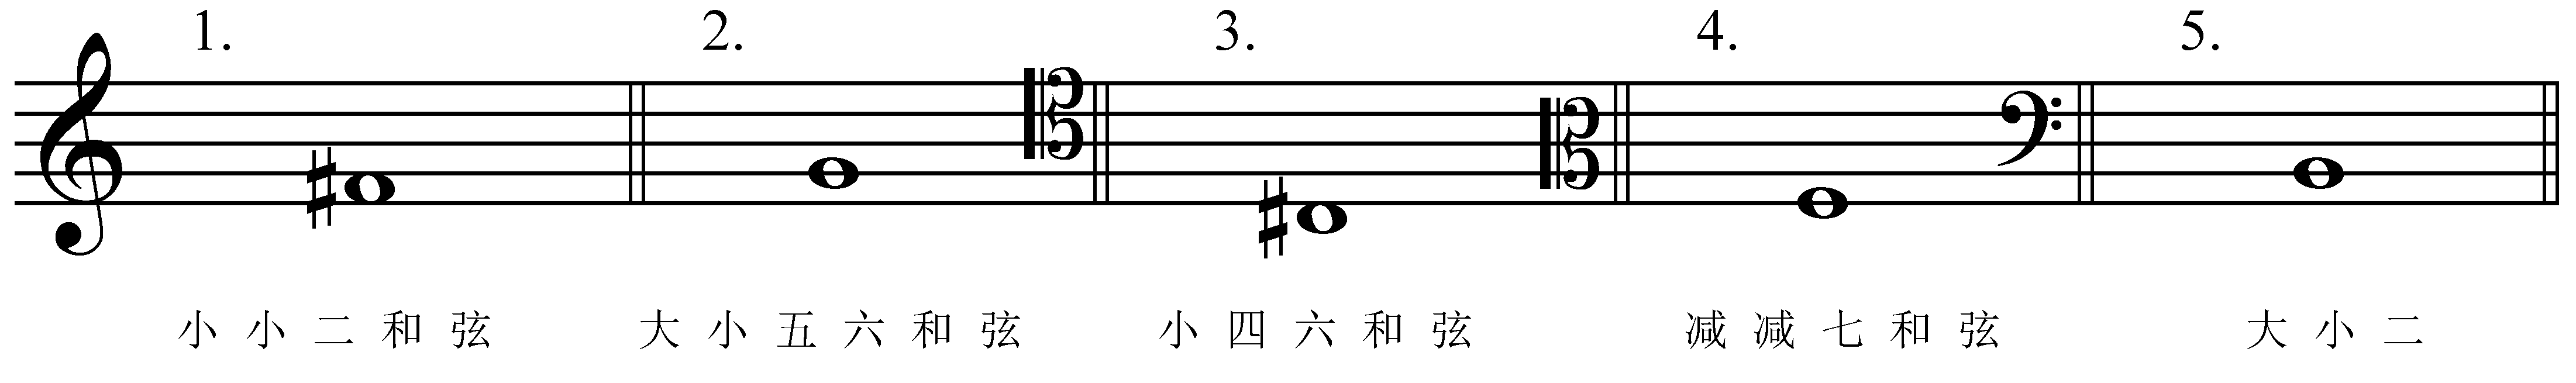 1. 2. 3. 4. 5.
小小二和弦 大小五六和弦 小四六和弦 减减七和弦 大小二